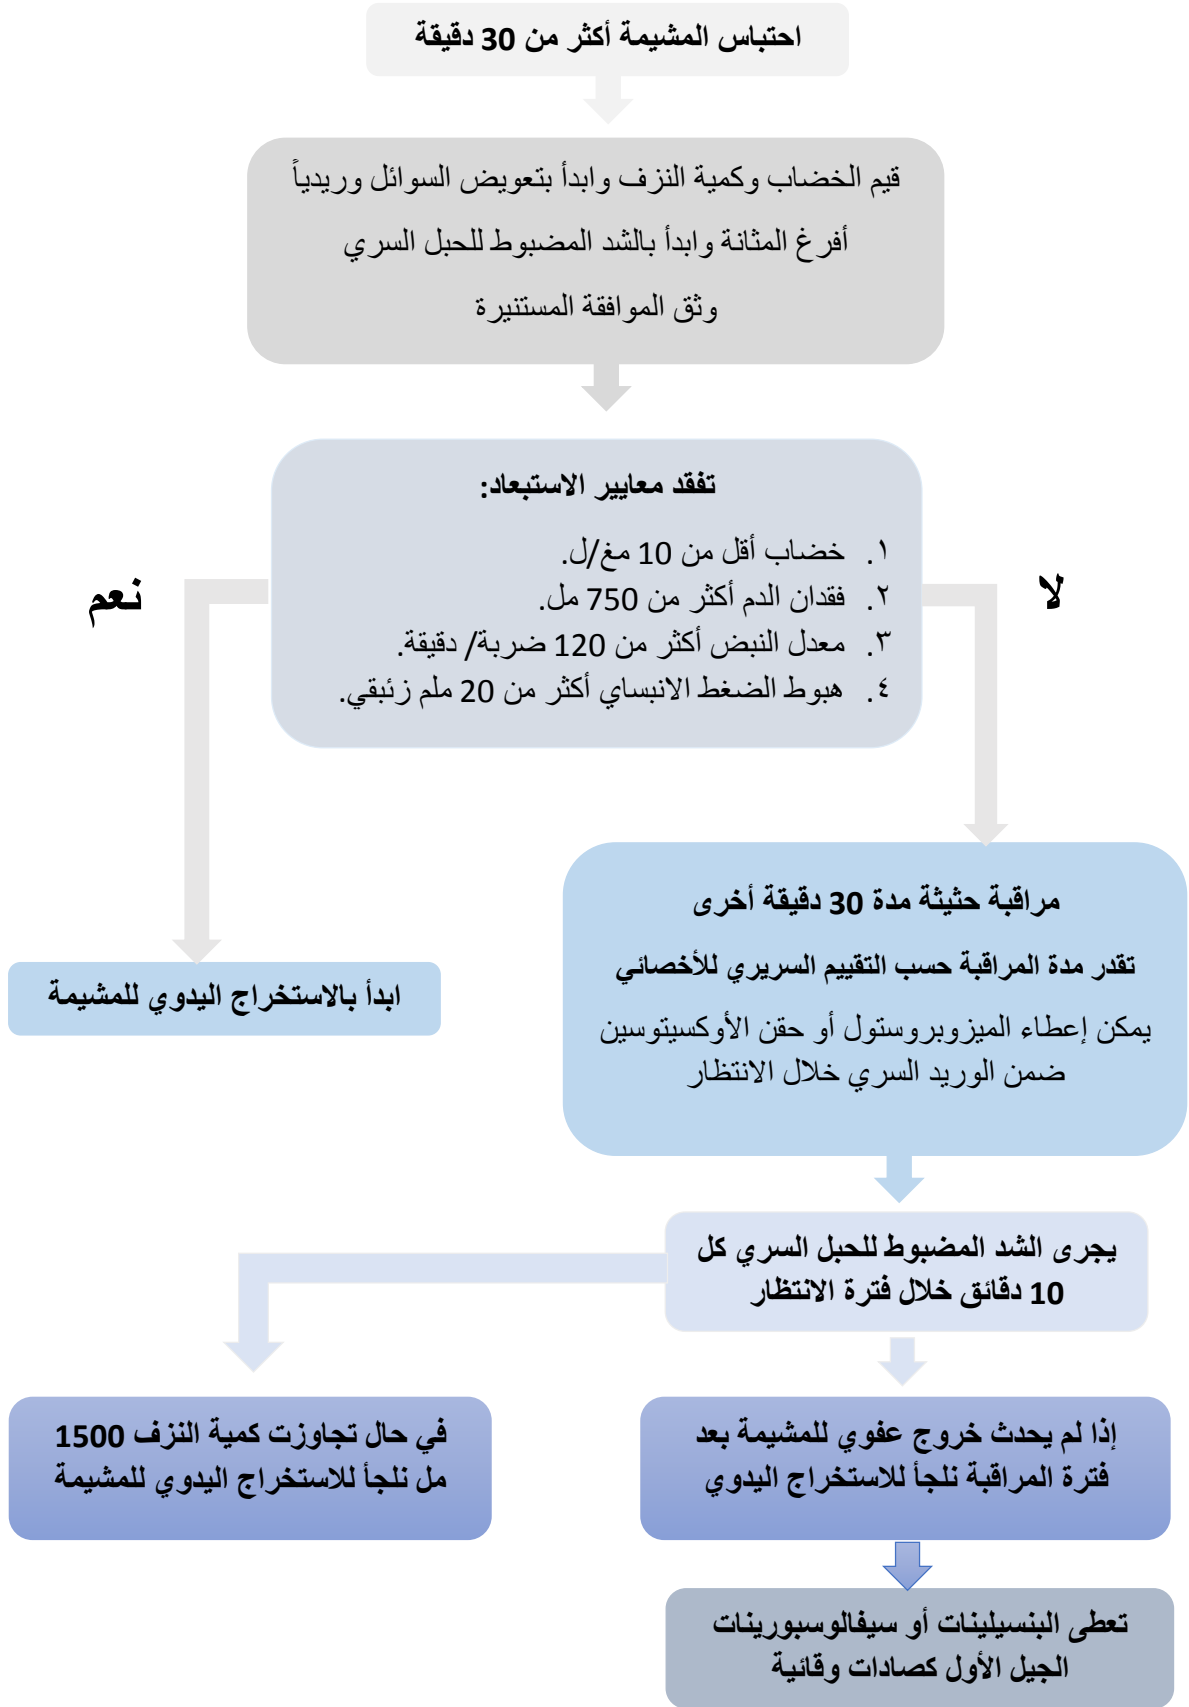 احتباس المشيمة أكثر من 30 دقيقة
قيم الخضاب وكمية النزف وابدأ بتعويض السوائل وريدياً
أفرغ المثانة وابدأ بالشد المضبوط للحبل السري
وثق الموافقة المستنيرة
تفقد معايير الاستبعاد:
١. خضاب أقل من 10 مغ/ل.
٢. فقدان الدم أكثر من 750 مل.
٣. معدل النبض أكثر من 120 ضربة/ دقيقة.
٤. هبوط الضغط الانبساي أكثر من 20 ملم زئبقي.
لا
نعم
مراقبة حثيثة مدة 30 دقيقة أخرى
تقدر مدة المراقبة حسب التقييم السريري للأخصائي
يمكن إعطاء الميزوبروستول أو حقن الأوكسيتوسين
ضمن الوريد السري خلال الانتظار
ابدأ بالاستخراج اليدوي للمشيمة
يجرى الشد المضبوط للحبل السري كل
10 دقائق خلال فترة الانتظار
إذا لم يحدث خروج عفوي للمشيمة بعد
فترة المراقبة نلجأ للاستخراج اليدوي
في حال تجاوزت كمية النزف 1500
مل نلجأ للاستخراج اليدوي للمشيمة
تعطى البنسيلينات أو سيفالوسبورينات
الجيل الأول كصادات وقائية